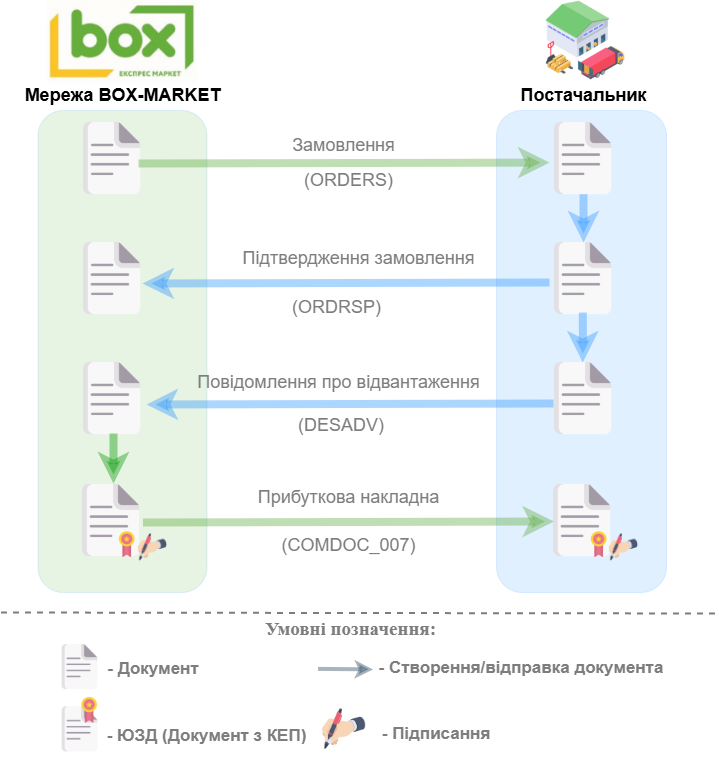 box
ЕКСПРЕС МАРКЕТ
Мережа BOX-MARKET
Постачальник
Замовлення
(ORDERS)
Підтвердження замовлення
(ORDRSP)
Повідомлення про відвантаження
(DESADV)
Прибуткова накладна
(COMDOC_007)
Умовні позначення:
- Документ
- Створення/відправка документа
- ЮЗД (Документ з КЕП)
- Підписання